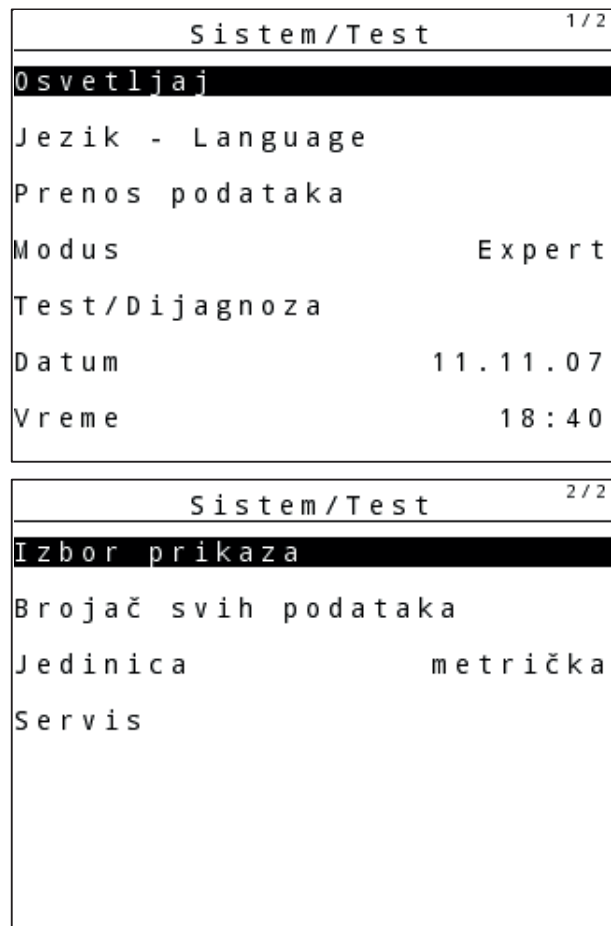 Sistem/Test 1/2
Osvetljaj
Jezik - Language
Prenos podataka
Modus Expert
Test/Dijagnoza
Datum 11.11.07
Vreme 18:40
Sistem/Test 2/2
Izbor prikaza
Brojač svih podataka
Jedinica metrička
Servis